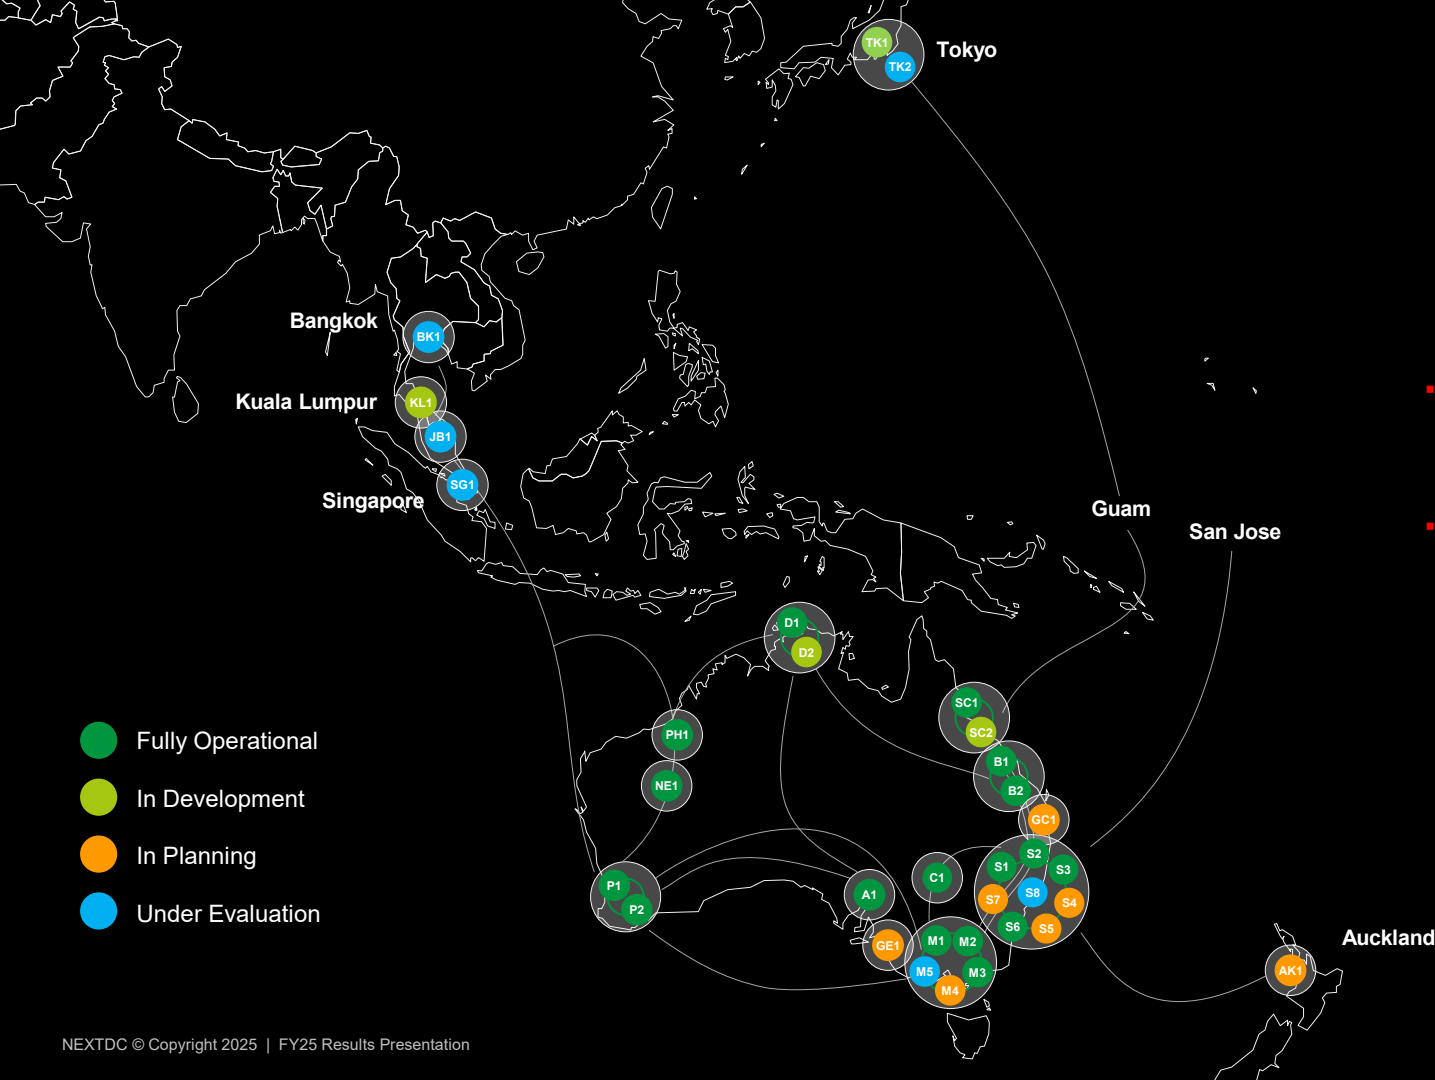 TK1
Tokyo
TK2
Bangkok
BK1
Kuala Lumpur
KL1
JB1
SG1
Singapore
Guam
San Jose
D1
D2
SC1
SC2
PH1
B1
NE1
B2
GC1
S2
S1
S3
C1
P1
A1
S8
S7
S4
P2
S6
S5
M1
M2
GE1
M5
M3
M4
Auckland
AK1
Fully Operational
In Development
In Planning
Under Evaluation
NEXTDC © Copyright 2025 | FY25 Results Presentation